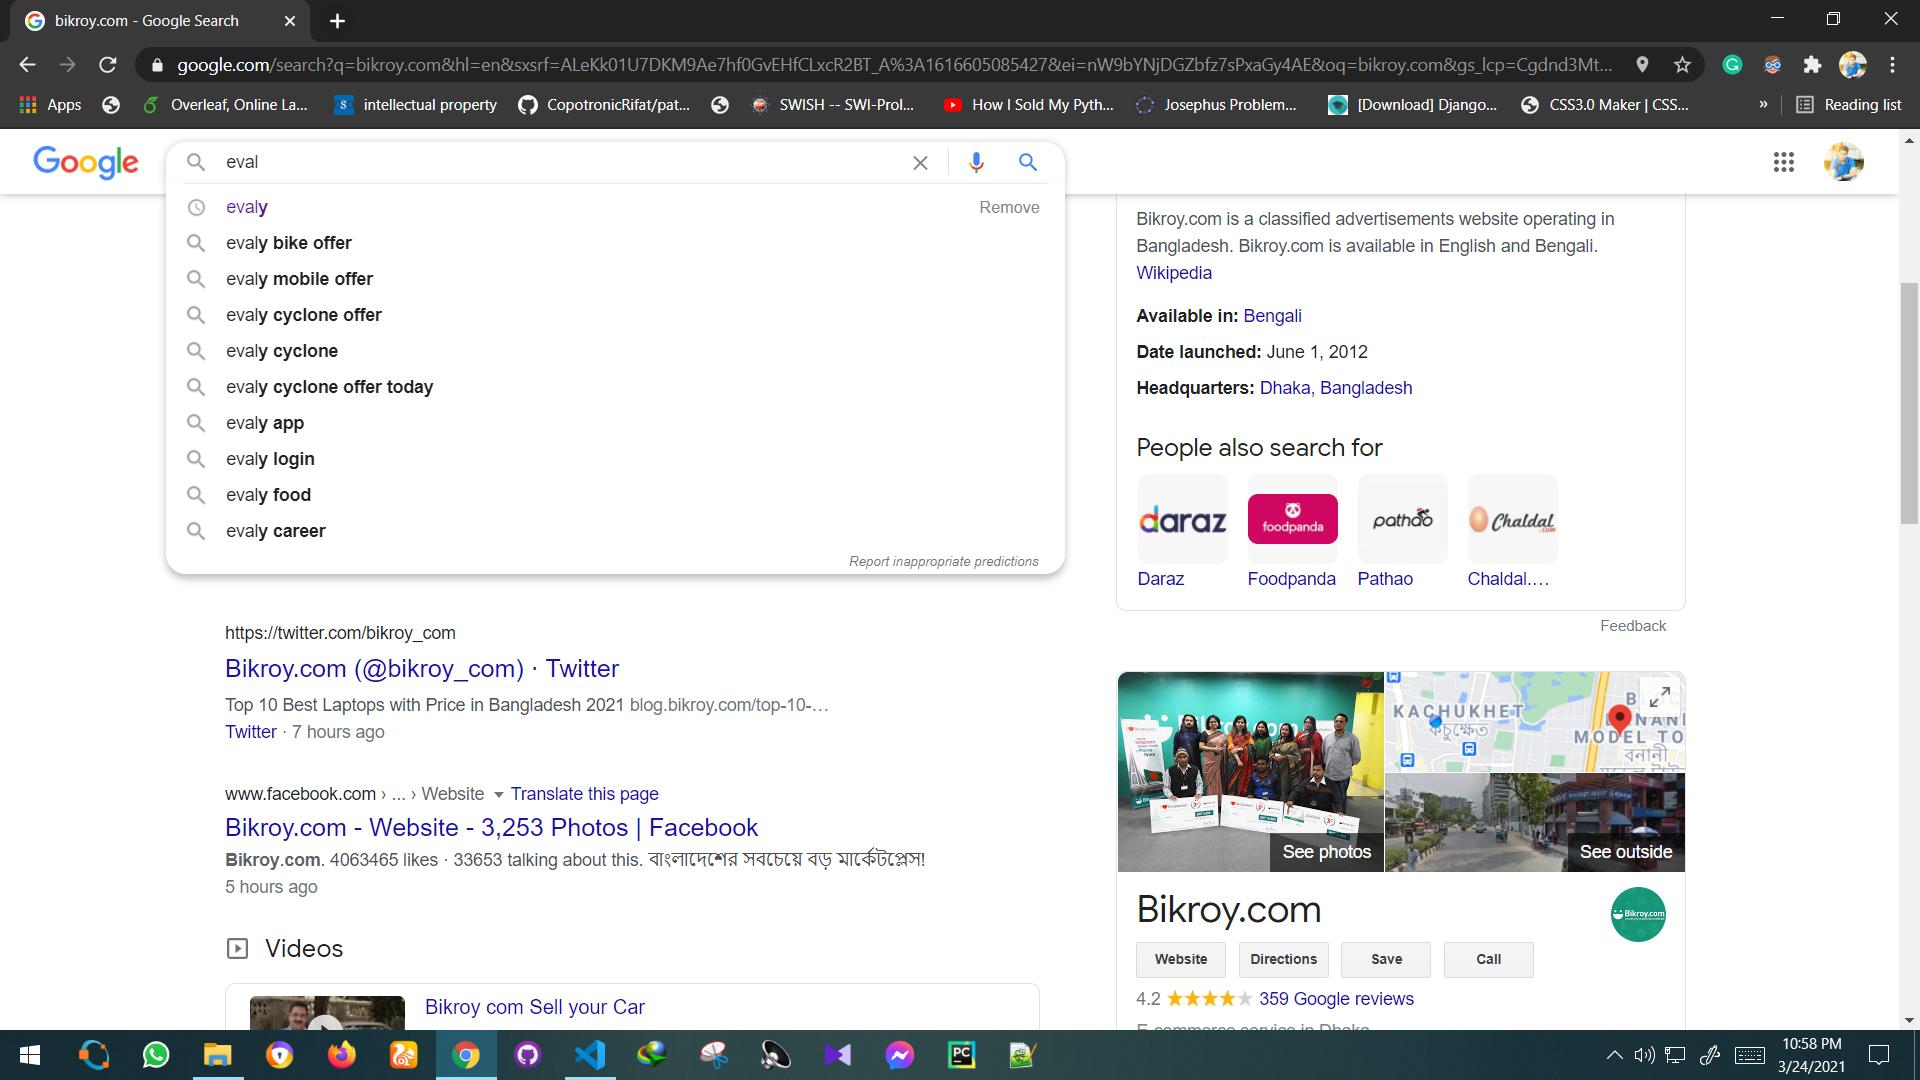 bikroy.com - Google Search
google.com/search?q=bikroy.com&hl=en&sxsrf=ALeKk01U7DKM9Ae7hf0GvEHfCLxcR2BT_A%3A1616605085427&ei=nW9bYNjDGZbfz7sPxaGy4AE&oq=bikroy.com&gs_lcp=Cgdnd3Mt...
Apps Overleaf, Online La... intellectual property CopotronicRifat/pat... SWISH -- SWI-Prol... How I Sold My Pyth... Josephus Problem... [Download] Django... CSS3.0 Maker | CSS... » Reading list
Google
eval
evaly Remove
evaly bike offer
evaly mobile offer
evaly cyclone offer
evaly cyclone
evaly cyclone offer today
evaly app
evaly login
evaly food
evaly career
Report inappropriate predictions
https://twitter.com/bikroy_com
Bikroy.com (@bikroy_com) · Twitter
Top 10 Best Laptops with Price in Bangladesh 2021 blog.bikroy.com/top-10-…
Twitter · 7 hours ago
www.facebook.com › ... › Website Translate this page
Bikroy.com - Website - 3,253 Photos | Facebook
Bikroy.com. 4063465 likes · 33653 talking about this. বাংলাদেশের সবচেয়ে বড় মার্কেটপ্লেস!
5 hours ago
Videos
Bikroy com Sell your Car
Bikroy.com is a classified advertisements website operating in
Bangladesh. Bikroy.com is available in English and Bengali.
Wikipedia
Available in: Bengali
Date launched: June 1, 2012
Headquarters: Dhaka, Bangladesh
People also search for
daraz foodpanda pathao Chaldal.com
Daraz Foodpanda Pathao Chaldal....
Feedback
KACHUKHET
কচুক্ষেত
MODEL TO
বনানী
See photos See outside
Bikroy.com
Bikroy.com
Website Directions Save Call
4.2 359 Google reviews
E-commerce service in Dhaka
10:58 PM
3/24/2021